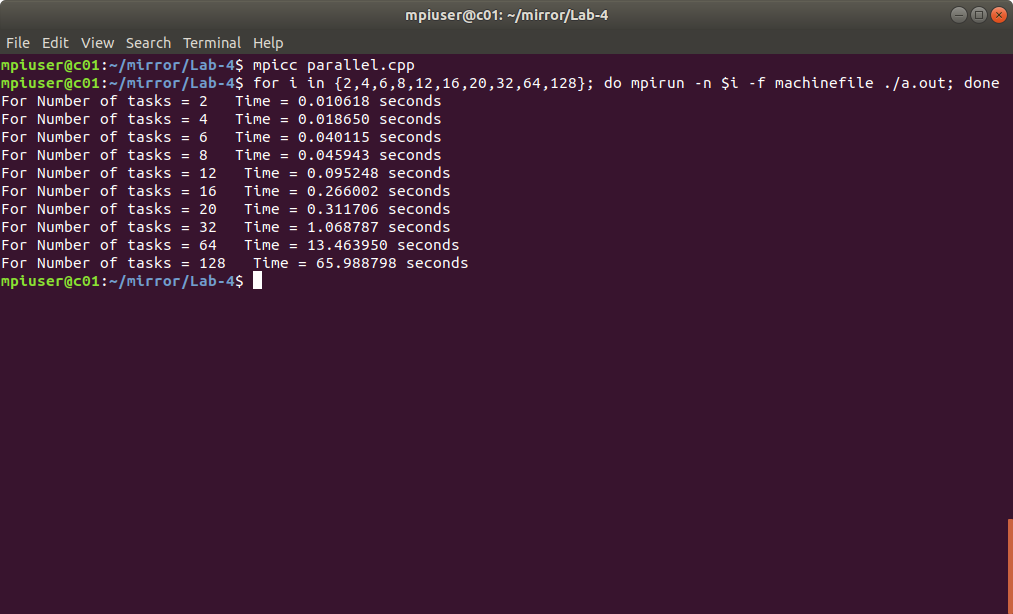 mpiuser@c01: ~/mirror/Lab-4
File Edit View Search Terminal Help
mpiuser@c01:~/mirror/Lab-4$ mpicc parallel.cpp
mpiuser@c01:~/mirror/Lab-4$ for i in {2,4,6,8,12,16,20,32,64,128}; do mpirun -n $i -f machinefile ./a.out; done
For Number of tasks = 2   Time = 0.010618 seconds
For Number of tasks = 4   Time = 0.018650 seconds
For Number of tasks = 6   Time = 0.040115 seconds
For Number of tasks = 8   Time = 0.045943 seconds
For Number of tasks = 12   Time = 0.095248 seconds
For Number of tasks = 16   Time = 0.266002 seconds
For Number of tasks = 20   Time = 0.311706 seconds
For Number of tasks = 32   Time = 1.068787 seconds
For Number of tasks = 64   Time = 13.463950 seconds
For Number of tasks = 128   Time = 65.988798 seconds
mpiuser@c01:~/mirror/Lab-4$